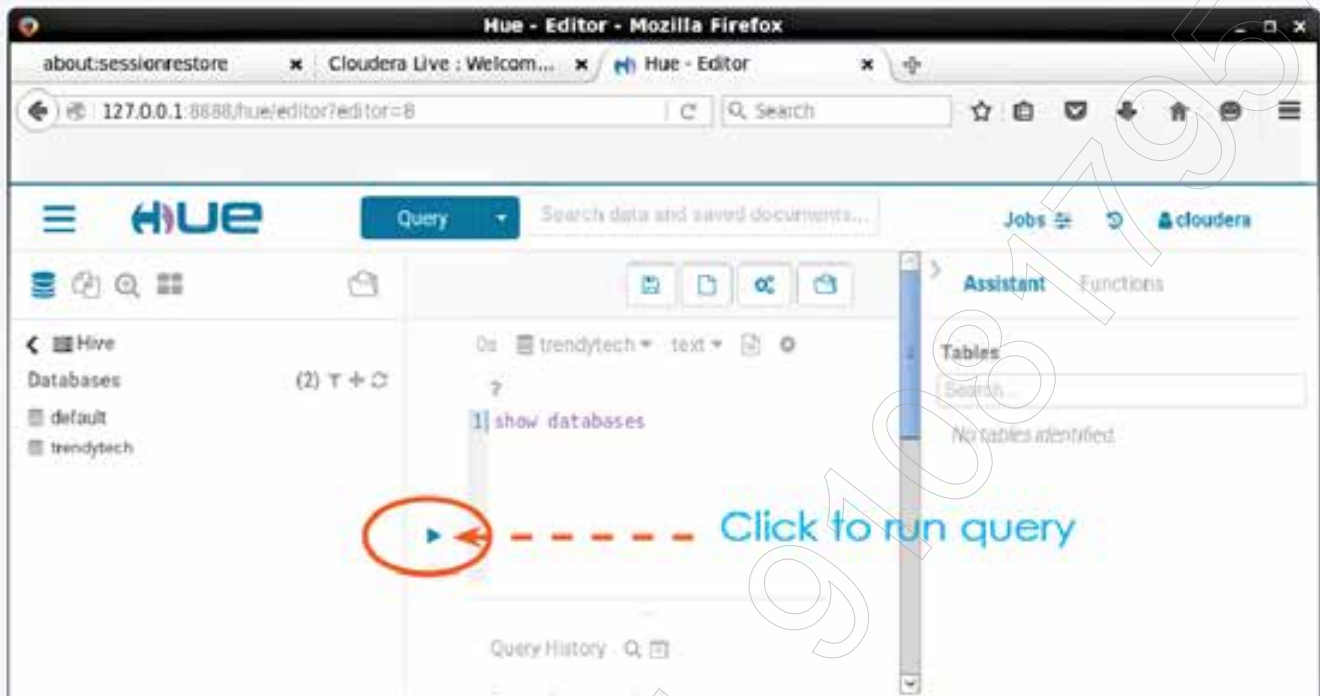 Hue - Editor - Mozilla Firefox
about:sessionrestore Cloudera Live : Welcom... Hue - Editor
127.0.0.1:8888/hue/editor?editor=8 Search
HUE Query Search data and saved documents... Jobs cloudera
Assistant Functions
Hive 0s trendytech text
Tables
Databases (2) ?
Search...
default 1 show databases
No tables identified.
trendytech
Click to run query
Query History
91081795